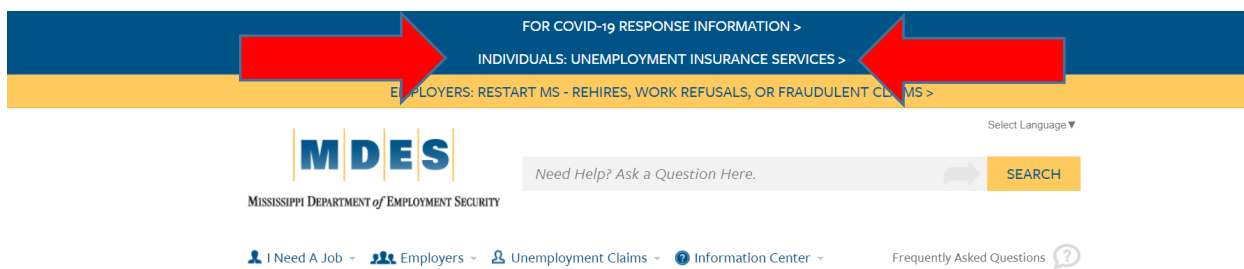 FOR COVID-19 RESPONSE INFORMATION >
INDIVIDUALS: UNEMPLOYMENT INSURANCE SERVICES >
EMPLOYERS: RESTART MS - REHIRES, WORK REFUSALS, OR FRAUDULENT CLAIMS >
Select Language▼
MDES
Need Help? Ask a Question Here.
SEARCH
Mississippi Department of Employment Security
I Need A Job
Employers
Unemployment Claims
Information Center
Frequently Asked Questions ?